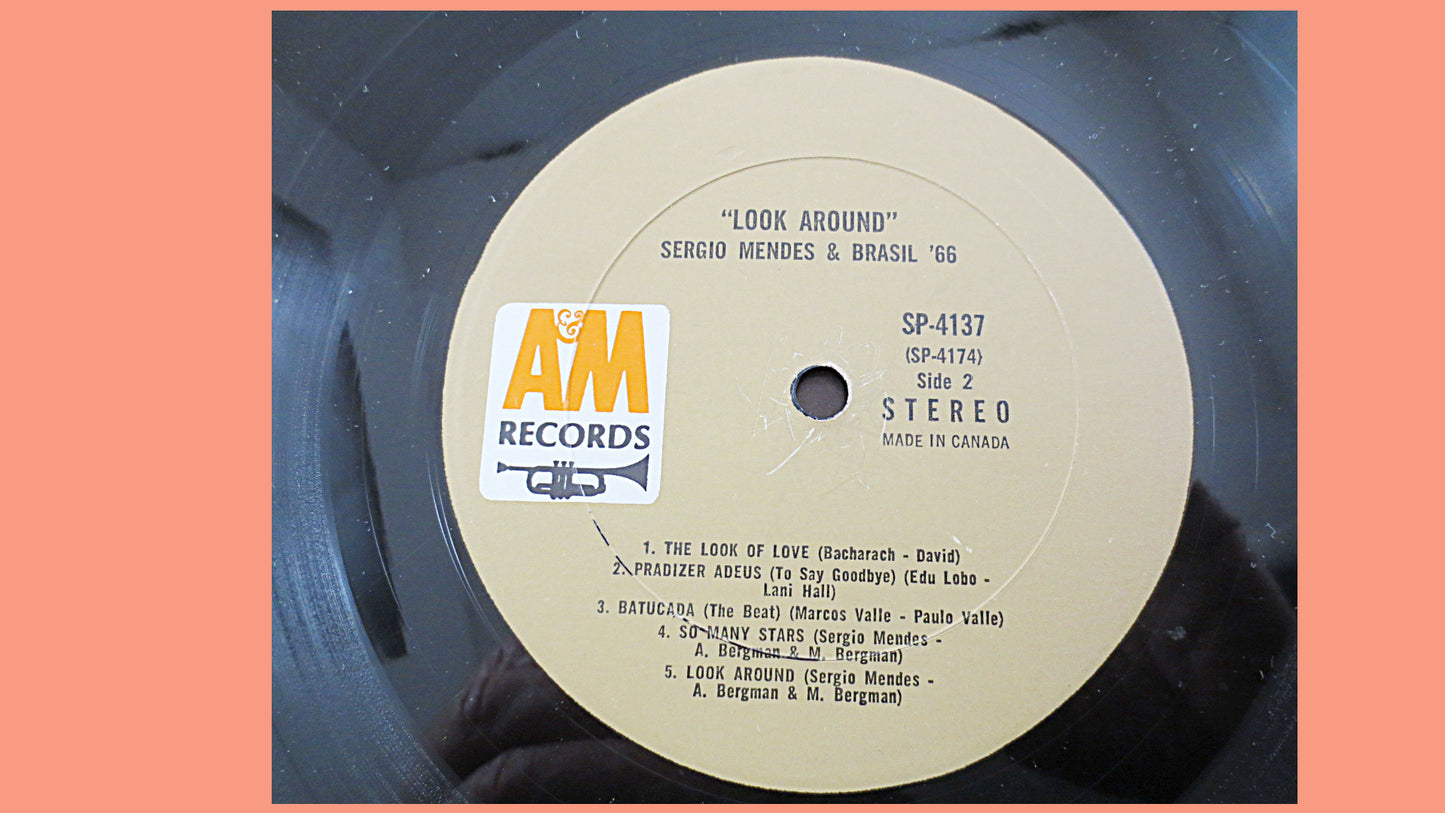 "LOOK AROUND"
SERGIO MENDES & BRASIL '66
A&M
RECORDS
SP-4137
(SP-4174)
Side 2
STEREO
MADE IN CANADA
1. THE LOOK OF LOVE (Bacharach - David)
2. PRADIZER ADEUS (To Say Goodbye) (Edu Lobo -
Lani Hall)
3. BATUCADA (The Beat) (Marcos Valle - Paulo Valle)
4. SO MANY STARS (Sergio Mendes -
A. Bergman & M. Bergman)
5. LOOK AROUND (Sergio Mendes -
A. Bergman & M. Bergman)